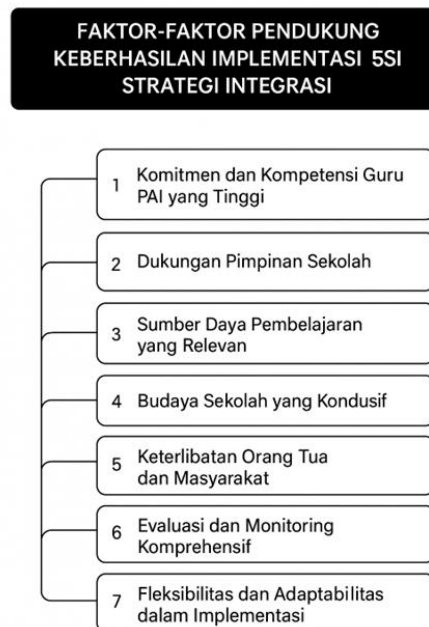 FAKTOR-FAKTOR PENDUKUNG
KEBERHASILAN IMPLEMENTASI 5SI
STRATEGI INTEGRASI
1 Komitmen dan Kompetensi Guru
PAI yang Tinggi
2 Dukungan Pimpinan Sekolah
3 Sumber Daya Pembelajaran
yang Relevan
4 Budaya Sekolah yang Kondusif
5 Keterlibatan Orang Tua
dan Masyarakat
6 Evaluasi dan Monitoring
Komprehensif
7 Fleksibilitas dan Adaptabilitas
dalam Implementasi